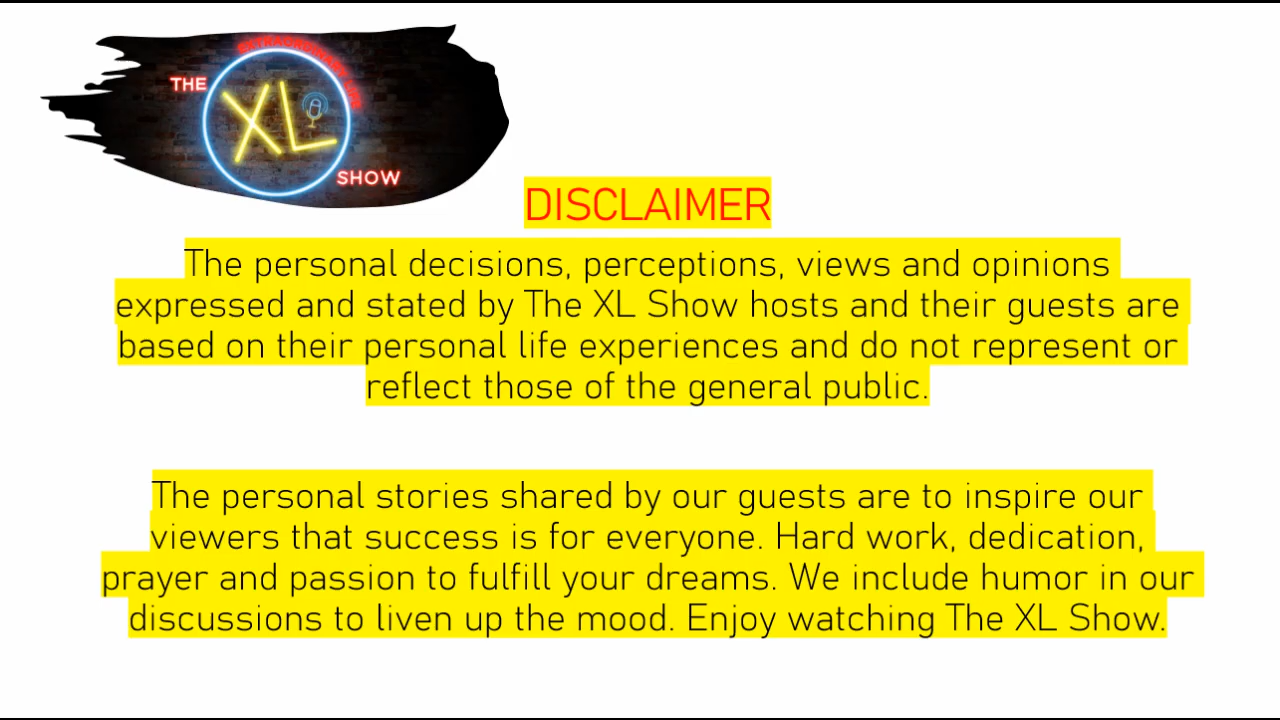 EXTRAORDINARY LIFE
THE
XL
SHOW
DISCLAIMER
The personal decisions, perceptions, views and opinions
expressed and stated by The XL Show hosts and their guests are
based on their personal life experiences and do not represent or
reflect those of the general public.
The personal stories shared by our guests are to inspire our
viewers that success is for everyone. Hard work, dedication,
prayer and passion to fulfill your dreams. We include humor in our
discussions to liven up the mood. Enjoy watching The XL Show.